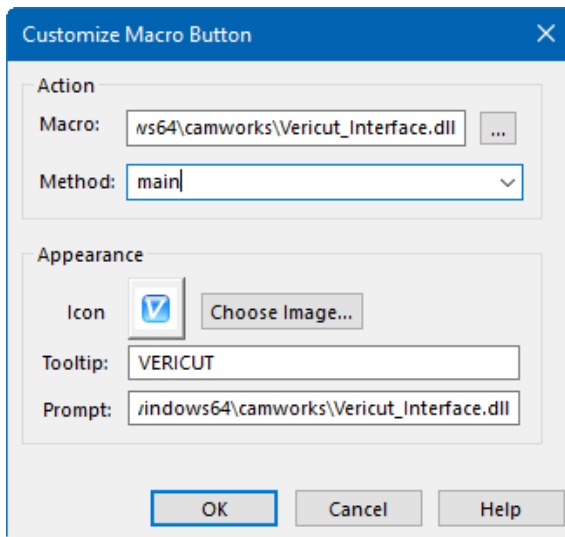 Customize Macro Button
Action
Macro: ws64\camworks\Vericut_Interface.dll ...
Method: main
Appearance
Icon V Choose Image...
Tooltip: VERICUT
Prompt: /indows64\camworks\Vericut_Interface.dll
OK Cancel Help